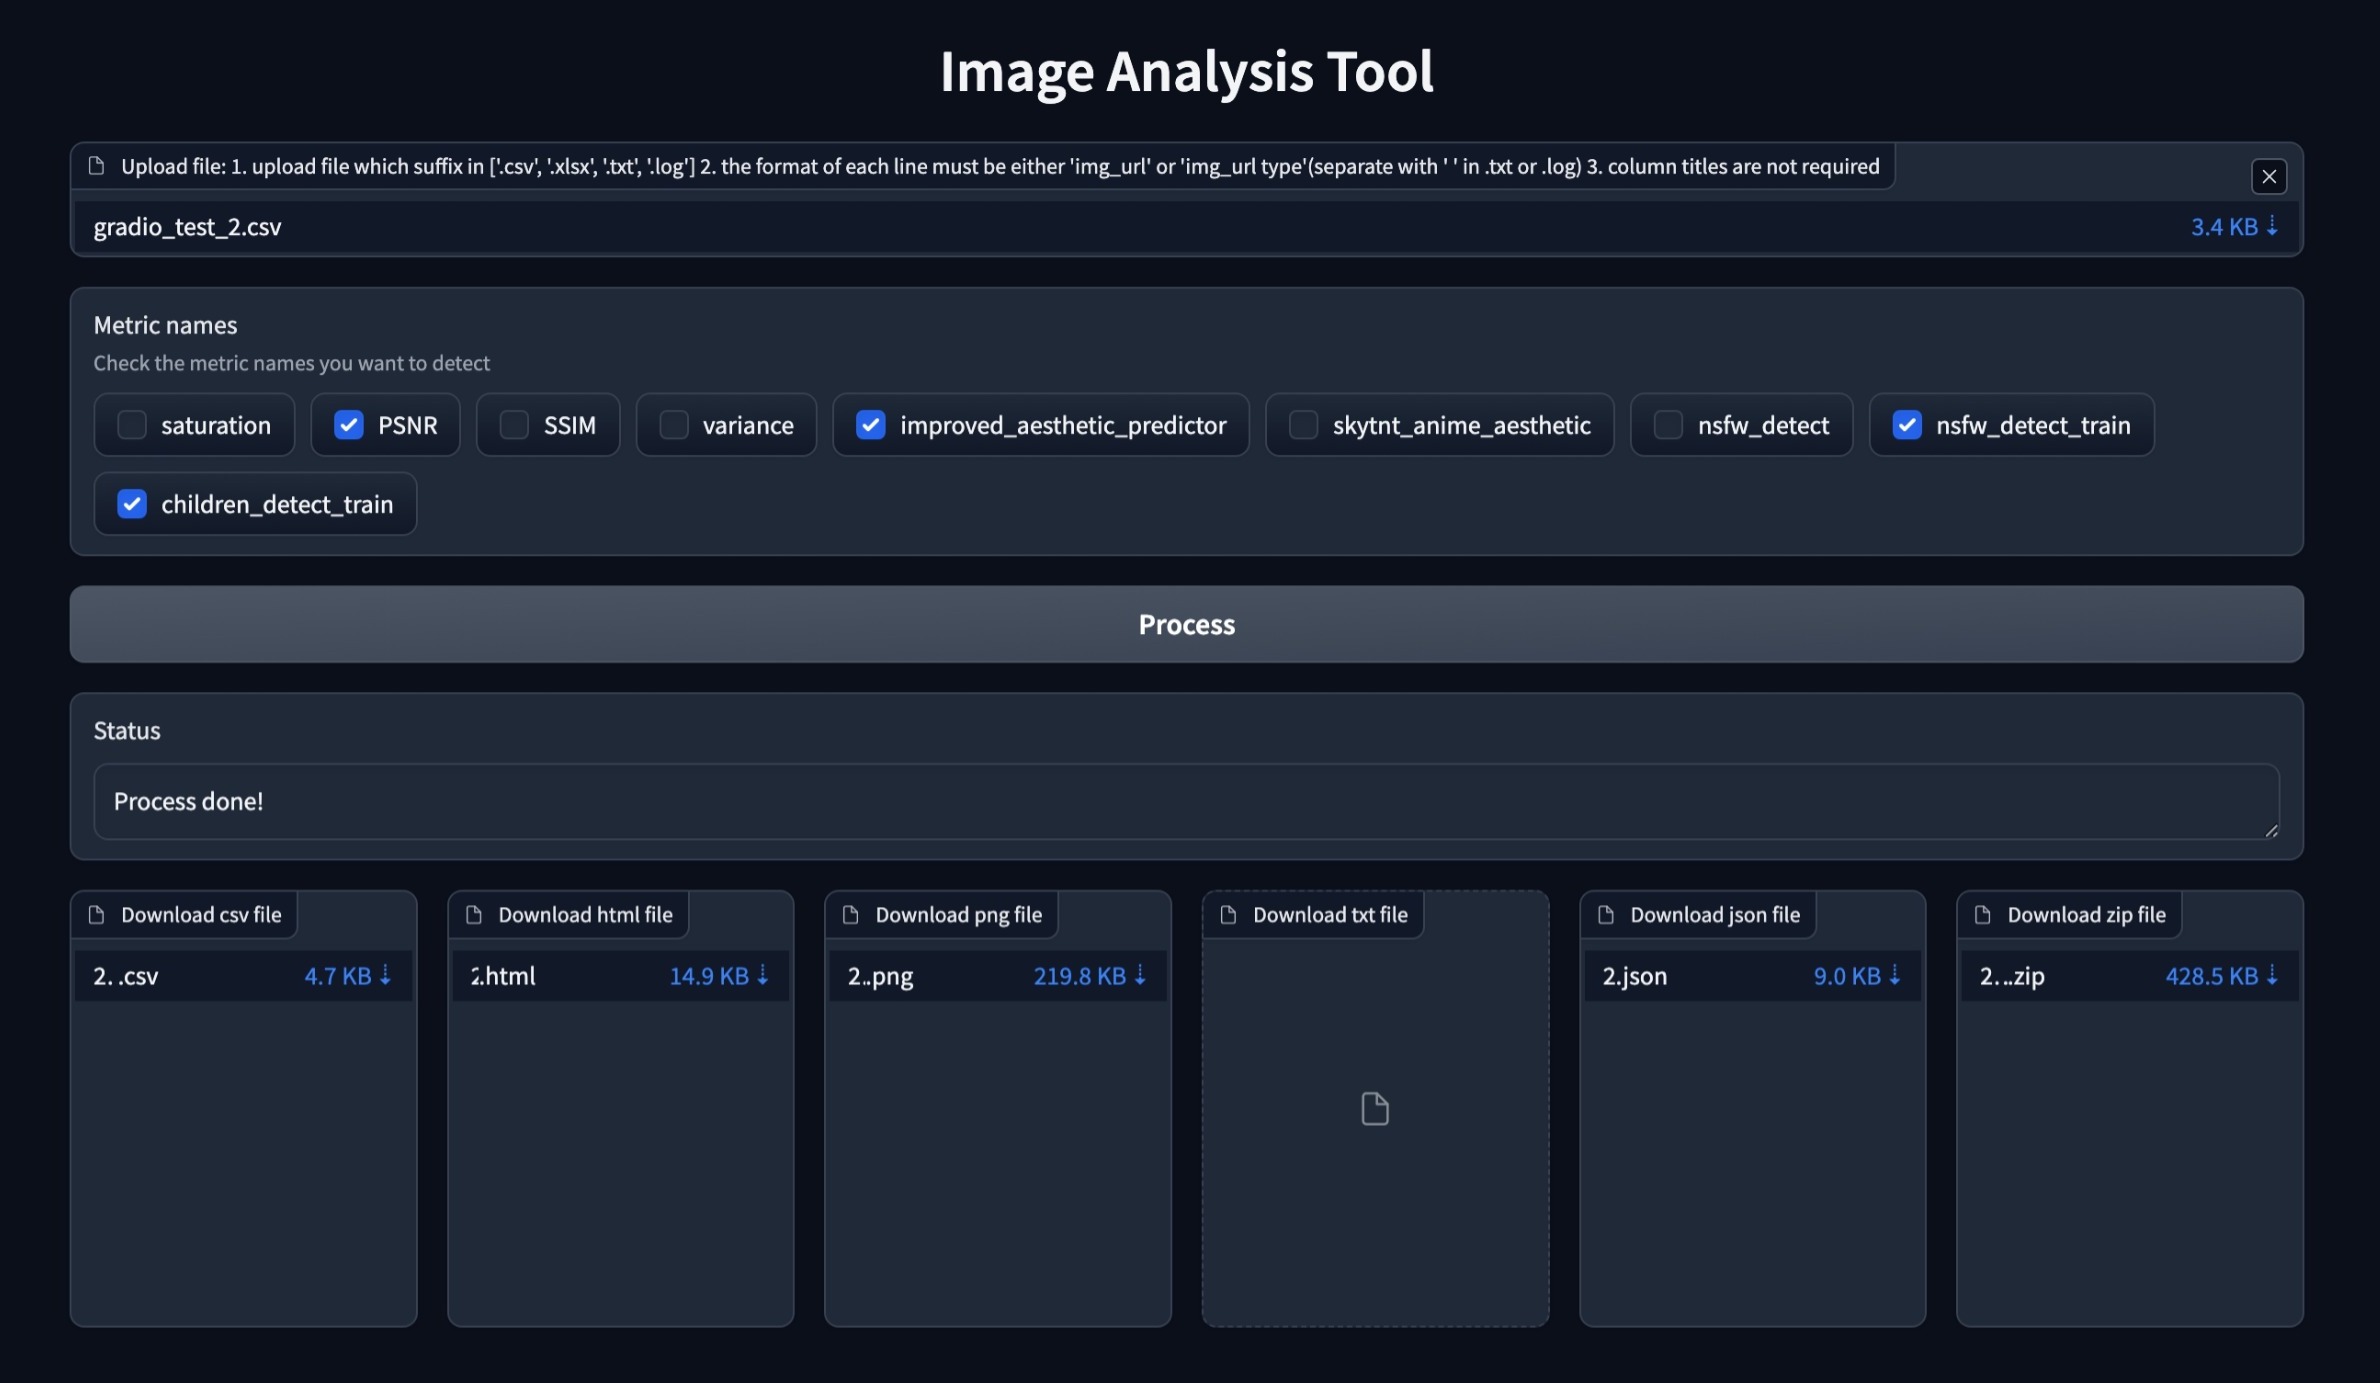 Image Analysis Tool
Upload file: 1. upload file which suffix in ['.csv', '.xlsx', '.txt', '.log'] 2. the format of each line must be either 'img_url' or 'img_url type'(separate with ' ' in .txt or .log) 3. column titles are not required
gradio_test_2.csv 3.4 KB ⇣
Metric names
Check the metric names you want to detect
saturation PSNR SSIM variance improved_aesthetic_predictor skytnt_anime_aesthetic nsfw_detect nsfw_detect_train
children_detect_train
Process
Status
Process done!
Download csv file Download html file Download png file Download txt file Download json file Download zip file
2. .csv 4.7 KB ⇣ 2.html 14.9 KB ⇣ 2..png 219.8 KB ⇣ 2.json 9.0 KB ⇣ 2...zip 428.5 KB ⇣